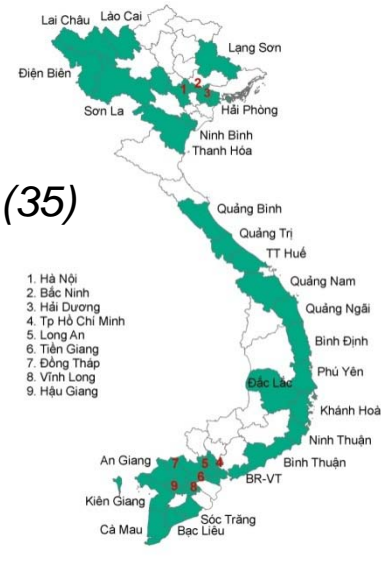 Lai Châu
Lào Cai
Lạng Sơn
Điện Biên
1
2
3
Sơn La
Hải Phòng
Ninh Bình
Thanh Hóa
(35)
Quảng Bình
Quảng Trị
TT Huế
1. Hà Nội
2. Bắc Ninh
3. Hải Dương
4. Tp Hồ Chí Minh
5. Long An
6. Tiền Giang
7. Đồng Tháp
8. Vĩnh Long
9. Hậu Giang
Quảng Nam
Quảng Ngãi
Bình Định
Phú Yên
Đắc Lắc
Khánh Hoà
Ninh Thuận
Bình Thuận
An Giang
7
5
4
6
BR-VT
9
8
Kiên Giang
Sóc Trăng
Cà Mau
Bạc Liêu